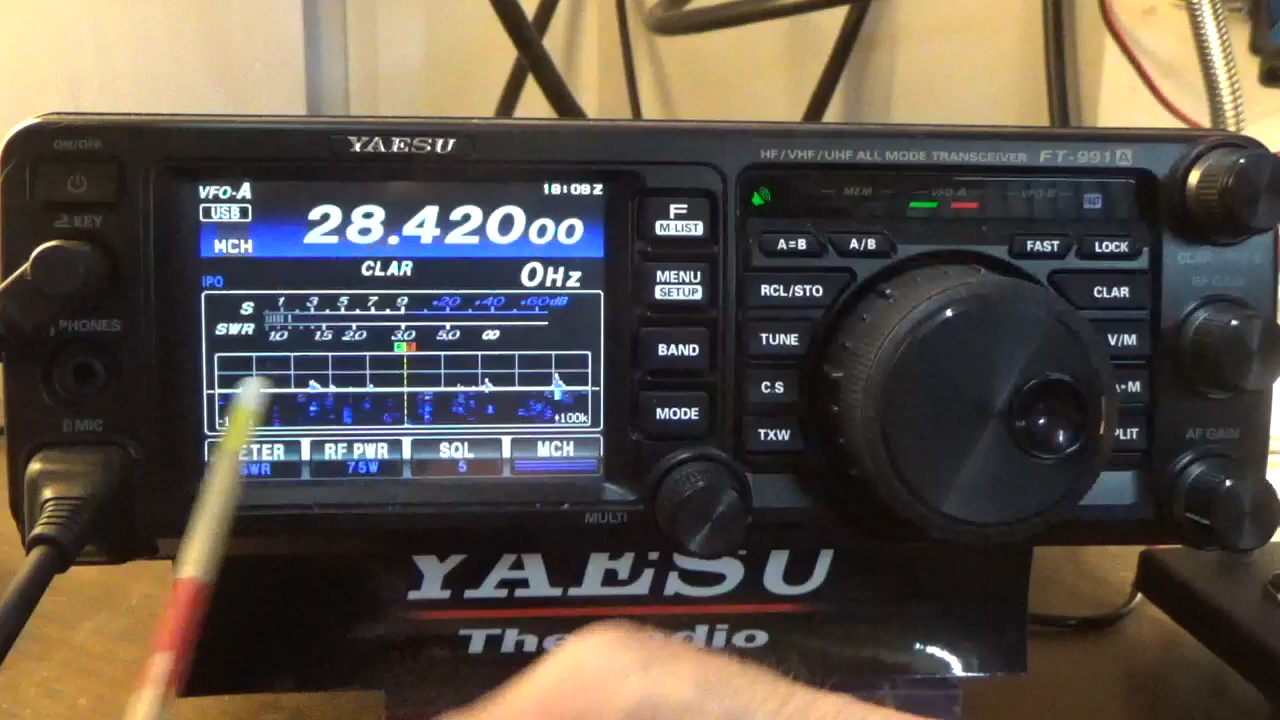 ON/OFF
YAESU
HF/VHF/UHF ALL MODE TRANSCEIVER FT-991A
KEY
PHONES
MIC
VFO-A
18:09Z
USB
28.42000
MCH
CLAR
0Hz
IPO
S 1 3 5 7 9 +20 +40 +60dB
SWR 1.0 1.5 2.0 3.0 5.0 ∞
+100k
SWR
RF PWR
75W
SQL
5
MCH
F
M-LIST
MENU
SETUP
BAND
MODE
MULTI
MEM VFO-A VFO-B FAST
A=B A/B FAST LOCK
RCL/STO
TUNE
C.S
TXW
CLAR
V/M
RF GAIN
AF GAIN
YAESU
The radio